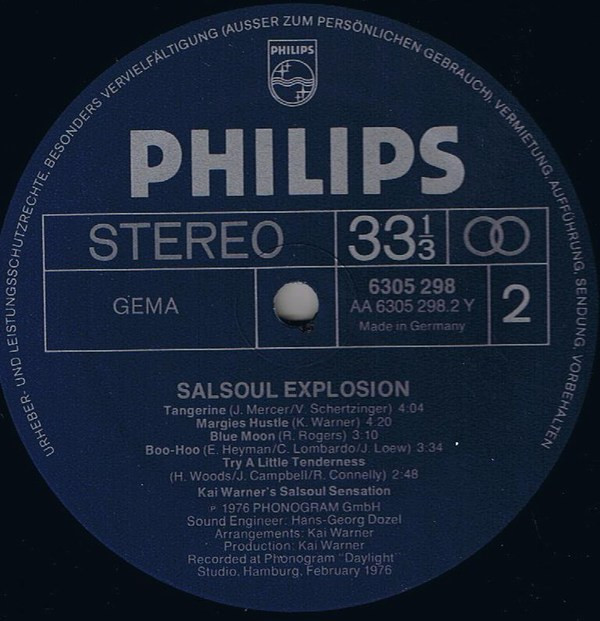 URHEBER- UND LEISTUNGSSCHUTZRECHTE, BESONDERS VERVIELFÄLTIGUNG (AUSSER ZUM PERSÖNLICHEN GEBRAUCH), VERMIETUNG, AUFFÜHRUNG, SENDUNG, VORBEHALTEN
PHILIPS
PHILIPS
STEREO 33 1/3
GEMA 6305 298 2
AA 6305 298.2 Y
Made in Germany
SALSOUL EXPLOSION
Tangerine (J. Mercer/V. Schertzinger) 4:04
Margies Hustle (K. Warner) 4:20
Blue Moon (R. Rogers) 3:10
Boo-Hoo (E. Heyman/C. Lombardo/J. Loew) 3:34
Try A Little Tenderness
(H. Woods/J. Campbell/R. Connelly) 2:48
Kai Warner's Salsoul Sensation
℗ 1976 PHONOGRAM GmbH
Sound Engineer: Hans-Georg Dozel
Arrangements: Kai Warner
Production: Kai Warner
Recorded at Phonogram "Daylight"
Studio, Hamburg, February 1976